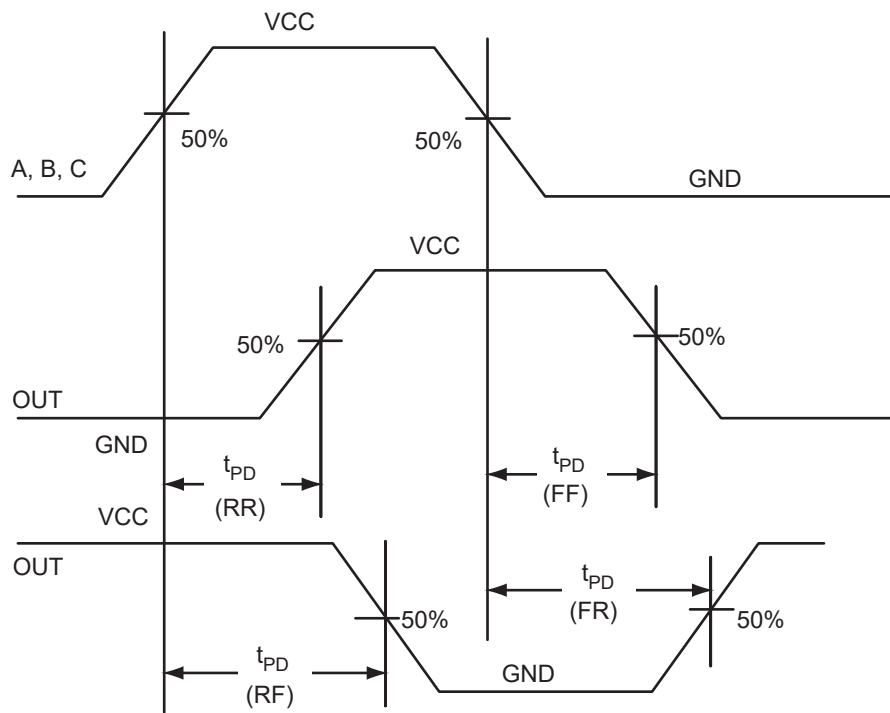 VCC
50%
50%
A, B, C
GND
VCC
50%
50%
OUT
GND
tPD
(RR)
tPD
(FF)
VCC
OUT
tPD
(FR)
50%
50%
tPD
(RF)
GND